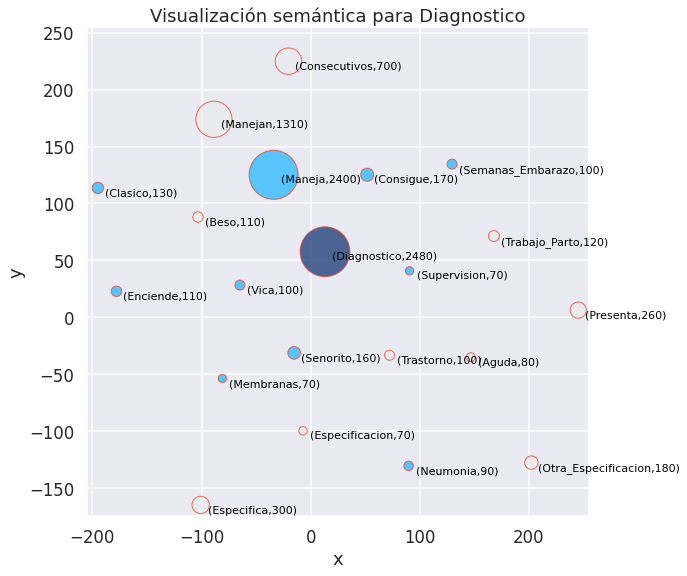 Visualización semántica para Diagnostico
250
(Consecutivos,700)
200
(Manejan,1310)
150
(Semanas_Embarazo,100)
(Maneja,2400)
(Consigue,170)
(Clasico,130)
100
(Beso,110)
(Trabajo_Parto,120)
(Diagnostico,2480)
50
(Supervision,70)
(Vica,100)
(Enciende,110)
y
0
(Presenta,260)
(Senorito,160)
(Trastorno,100)
(Aguda,80)
−50
(Membranas,70)
−100
(Especificacion,70)
(Otra_Especificacion,180)
(Neumonia,90)
−150
(Especifica,300)
−200
−100
0
100
200
x